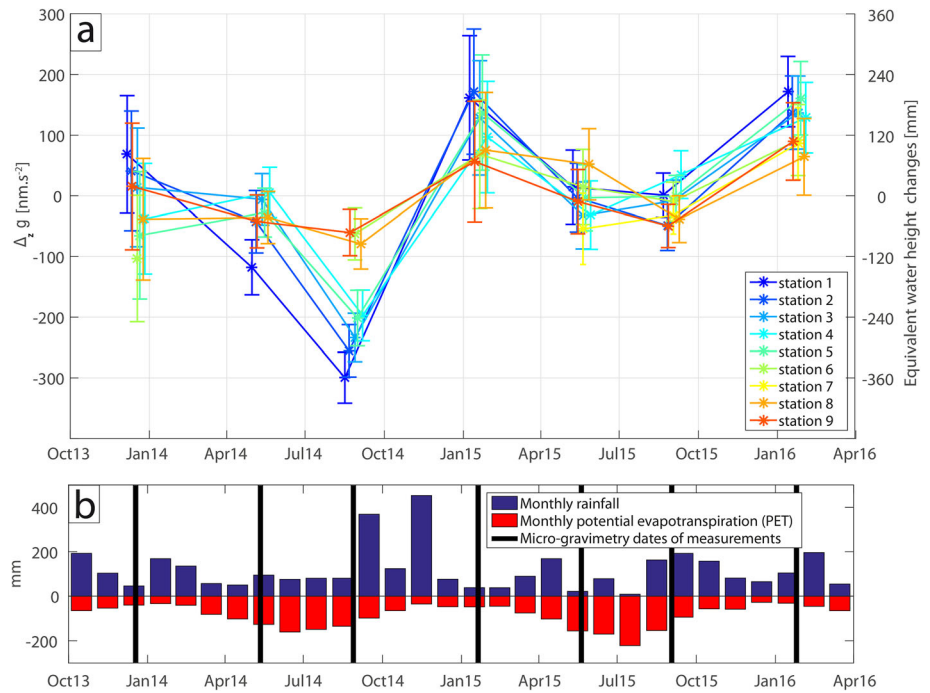 a
300
200
100
0
-100
-200
-300
Δz g [nm.s⁻²]
360
240
120
0
-120
-240
-360
Equivalent water height changes [mm]
station 1
station 2
station 3
station 4
station 5
station 6
station 7
station 8
station 9
Oct13 Jan14 Apr14 Jul14 Oct14 Jan15 Apr15 Jul15 Oct15 Jan16 Apr16
b
400
200
0
-200
mm
Monthly rainfall
Monthly potential evapotranspiration (PET)
Micro-gravimetry dates of measurements
Oct13 Jan14 Apr14 Jul14 Oct14 Jan15 Apr15 Jul15 Oct15 Jan16 Apr16